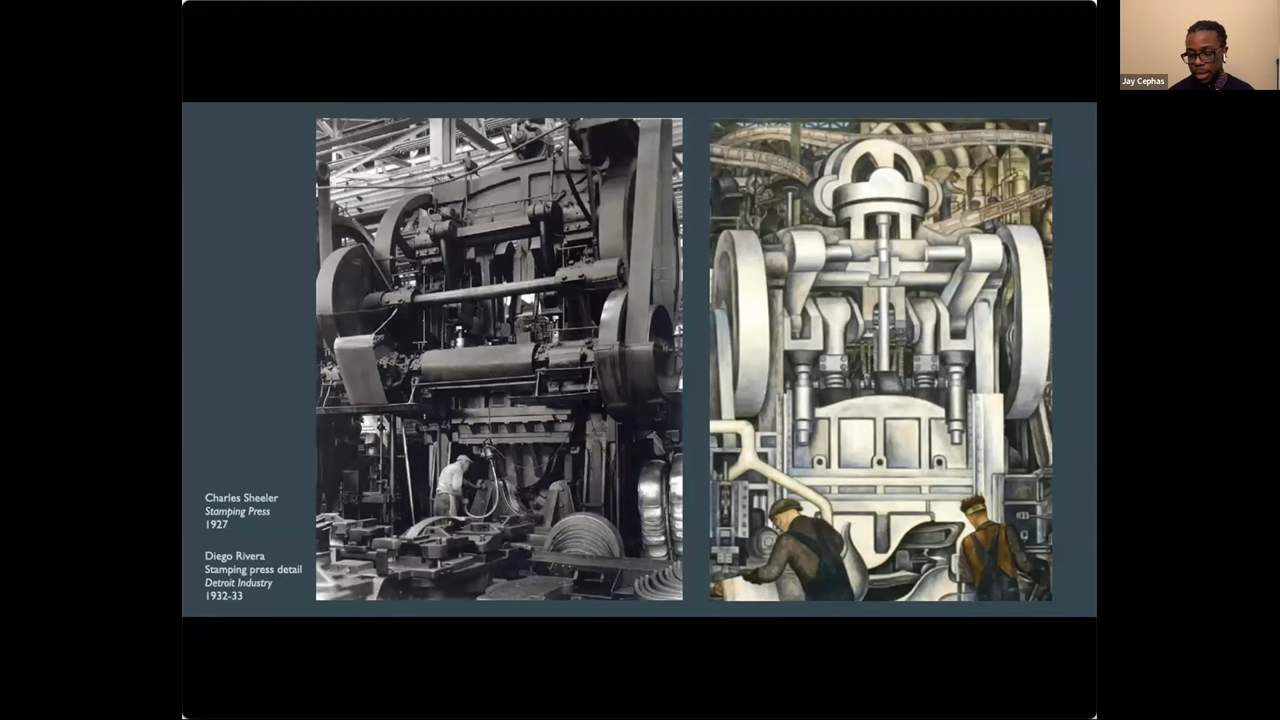 Jay Cephas
Charles Sheeler
Stamping Press
1927
Diego Rivera
Stamping press detail
Detroit Industry
1932-33